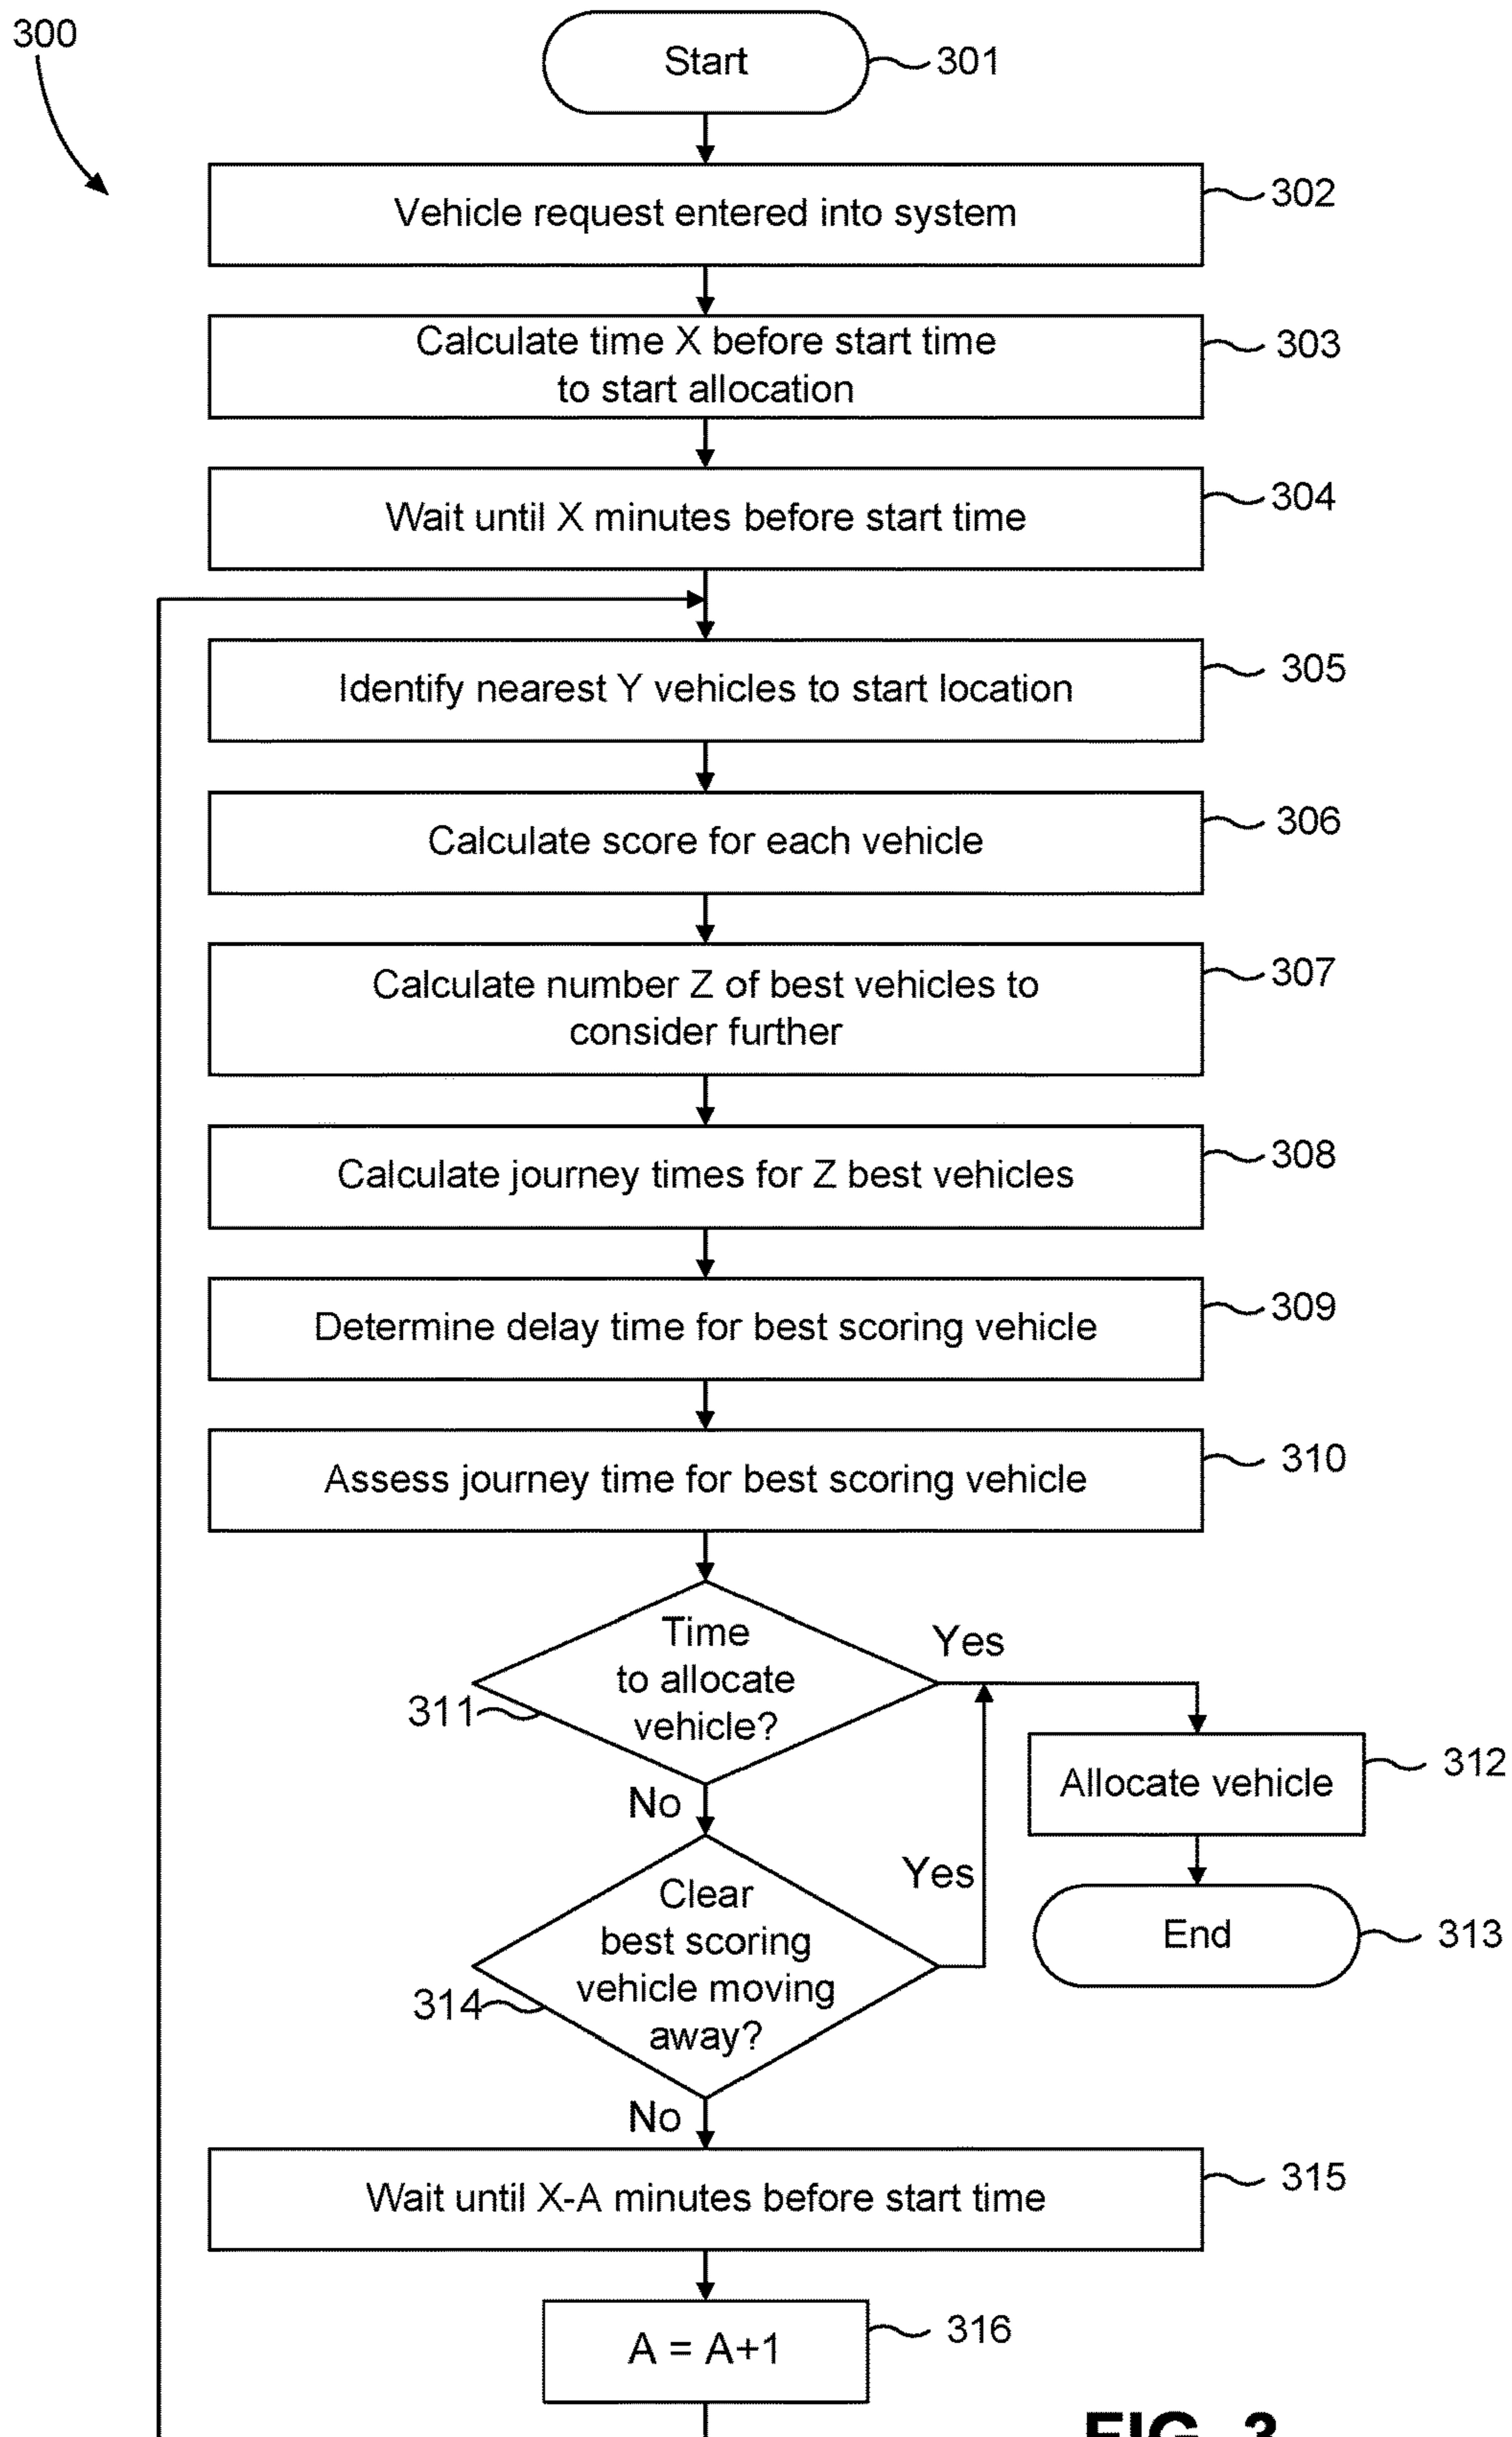 300
Start
301
Vehicle request entered into system
302
Calculate time X before start time
to start allocation
303
Wait until X minutes before start time
304
Identify nearest Y vehicles to start location
305
Calculate score for each vehicle
306
Calculate number Z of best vehicles to
consider further
307
Calculate journey times for Z best vehicles
308
Determine delay time for best scoring vehicle
309
Assess journey time for best scoring vehicle
310
Time
to allocate
vehicle?
311
Yes
No
Allocate vehicle
312
End
313
Clear
best scoring
vehicle moving
away?
314
Yes
No
Wait until X-A minutes before start time
315
A = A+1
316
FIG. 3